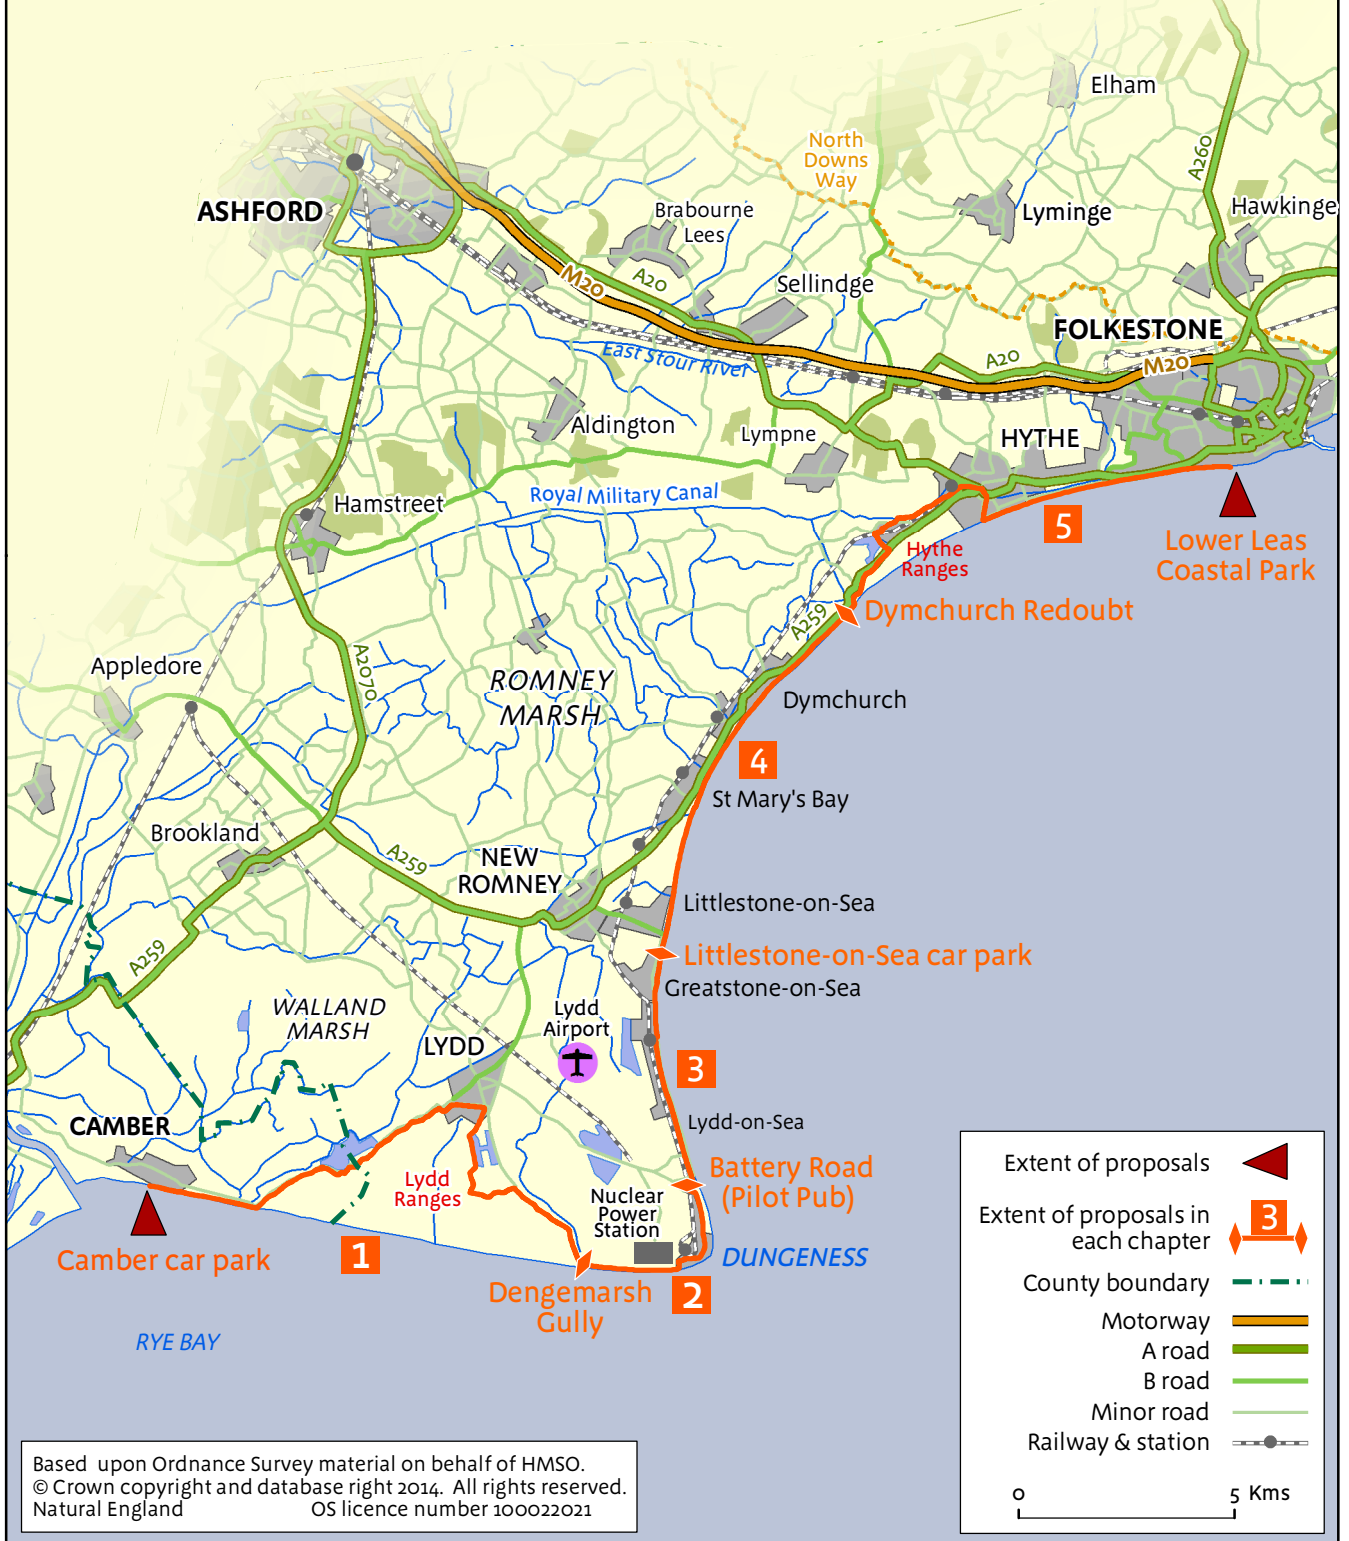 Elham
North
Downs
Way
A260
ASHFORD
Brabourne
Lees
Lyminge
Hawkinge
M20
A20
Sellindge
FOLKESTONE
East Stour River
A20
M20
Aldington
Lympne
HYTHE
Hamstreet
Royal Military Canal
5
Lower Leas
Coastal Park
Hythe
Ranges
Dymchurch Redoubt
A259
Appledore
A2070
ROMNEY
MARSH
Dymchurch
4
St Mary's Bay
Brookland
A259
NEW
ROMNEY
Littlestone-on-Sea
A259
Littlestone-on-Sea car park
Greatstone-on-Sea
WALLAND
MARSH
Lydd
Airport
LYDD
3
CAMBER
Lydd-on-Sea
Battery Road
(Pilot Pub)
Lydd
Ranges
Nuclear
Power
Station
Camber car park
1
DUNGENESS
Dengemarsh
Gully
2
RYE BAY
Extent of proposals
Extent of proposals in
each chapter
3
County boundary
Motorway
A road
B road
Minor road
Railway & station
0 5 Kms
Based upon Ordnance Survey material on behalf of HMSO.
© Crown copyright and database right 2014. All rights reserved.
Natural England OS licence number 100022021